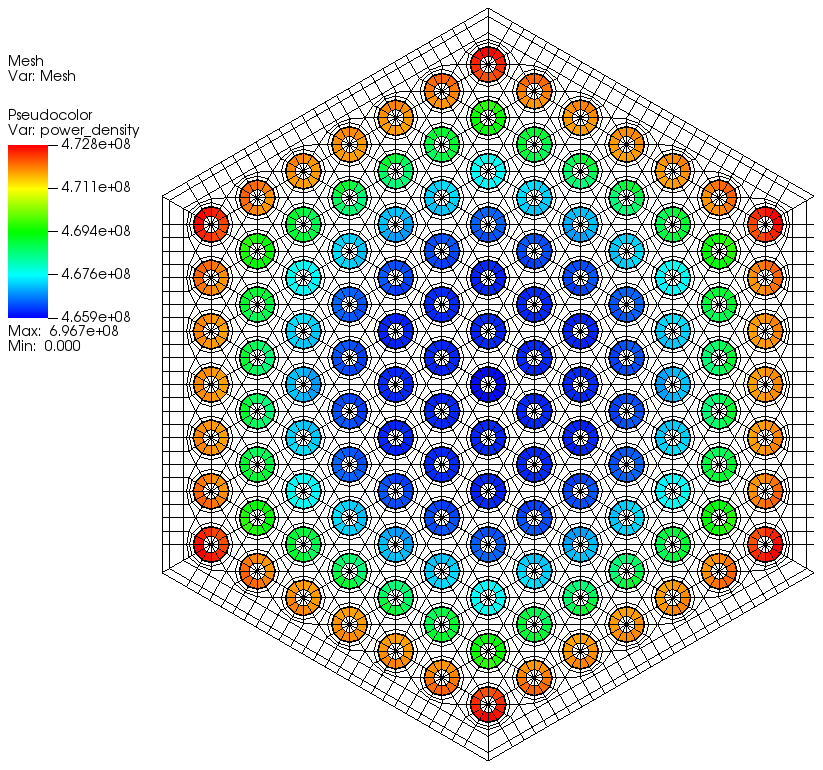 Mesh
Var: Mesh
Pseudocolor
Var: power_density
4.728e+08
4.711e+08
4.694e+08
4.676e+08
4.659e+08
Max: 6.967e+08
Min: 0.000